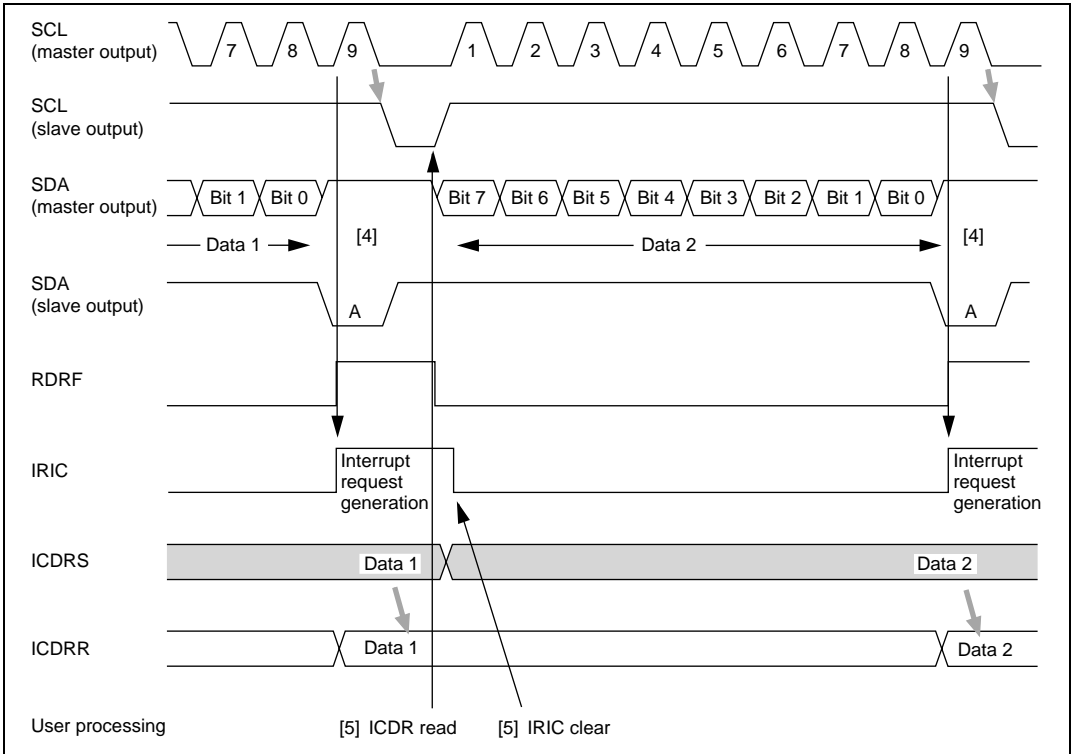 SCL
(master output)
7 8 9 1 2 3 4 5 6 7 8 9
SCL
(slave output)
SDA
(master output)
Bit 1 Bit 0 Bit 7 Bit 6 Bit 5 Bit 4 Bit 3 Bit 2 Bit 1 Bit 0
Data 1 [4] Data 2 [4]
SDA
(slave output)
A A
RDRF
IRIC
Interrupt
request
generation
Interrupt
request
generation
ICDRS
Data 1 Data 2
ICDRR
Data 1 Data 2
User processing
[5] ICDR read [5] IRIC clear